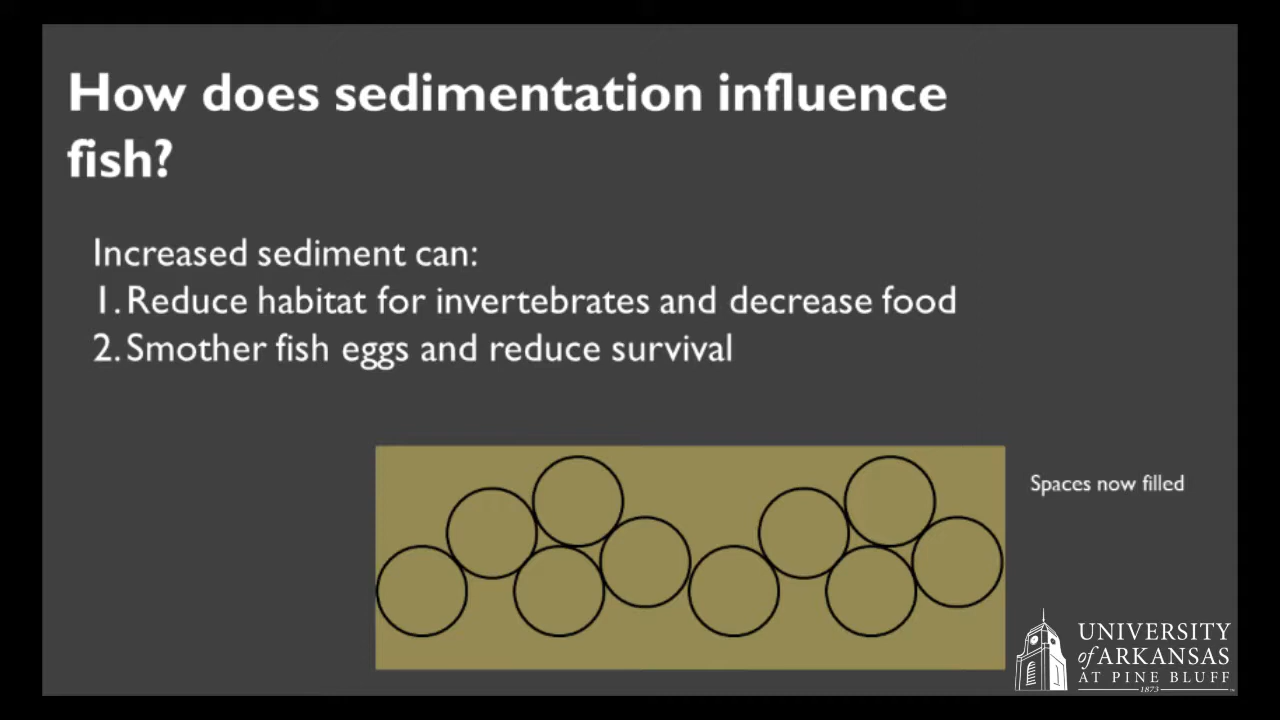 How does sedimentation influence
fish?
Increased sediment can:
1. Reduce habitat for invertebrates and decrease food
2. Smother fish eggs and reduce survival
Spaces now filled
UNIVERSITY
of ARKANSAS
AT PINE BLUFF
1873